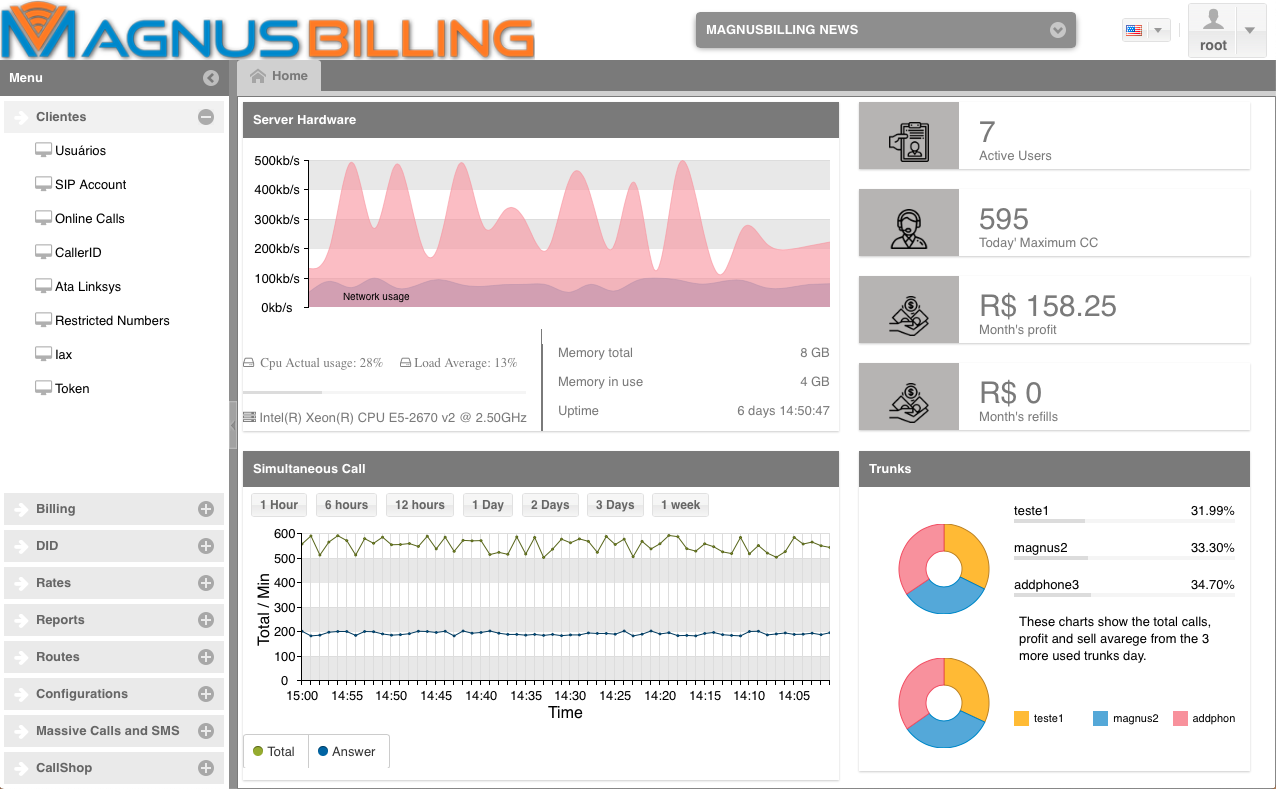 MAGNUSBILLING
MAGNUSBILLING NEWS
root
Menu
Home
Clientes
Usuários
SIP Account
Online Calls
CallerID
Ata Linksys
Restricted Numbers
Iax
Token
Billing
DID
Rates
Reports
Routes
Configurations
Massive Calls and SMS
CallShop
Server Hardware
500kb/s
400kb/s
300kb/s
200kb/s
100kb/s
0kb/s
Network usage
Cpu Actual usage: 28% Load Average: 13%
Intel(R) Xeon(R) CPU E5-2670 v2 @ 2.50GHz
Memory total 8 GB
Memory in use 4 GB
Uptime 6 days 14:50:47
7
Active Users
595
Today' Maximum CC
R$ 158.25
Month's profit
R$ 0
Month's refills
Simultaneous Call
1 Hour 6 hours 12 hours 1 Day 2 Days 3 Days 1 week
600
500
400
300
200
100
0
Total / Min
15:00 14:55 14:50 14:45 14:40 14:35 14:30 14:25 14:20 14:15 14:10 14:05
Time
Total Answer
Trunks
teste1 31.99%
magnus2 33.30%
addphone3 34.70%
These charts show the total calls,
profit and sell avarege from the 3
more used trunks day.
teste1 magnus2 addphon